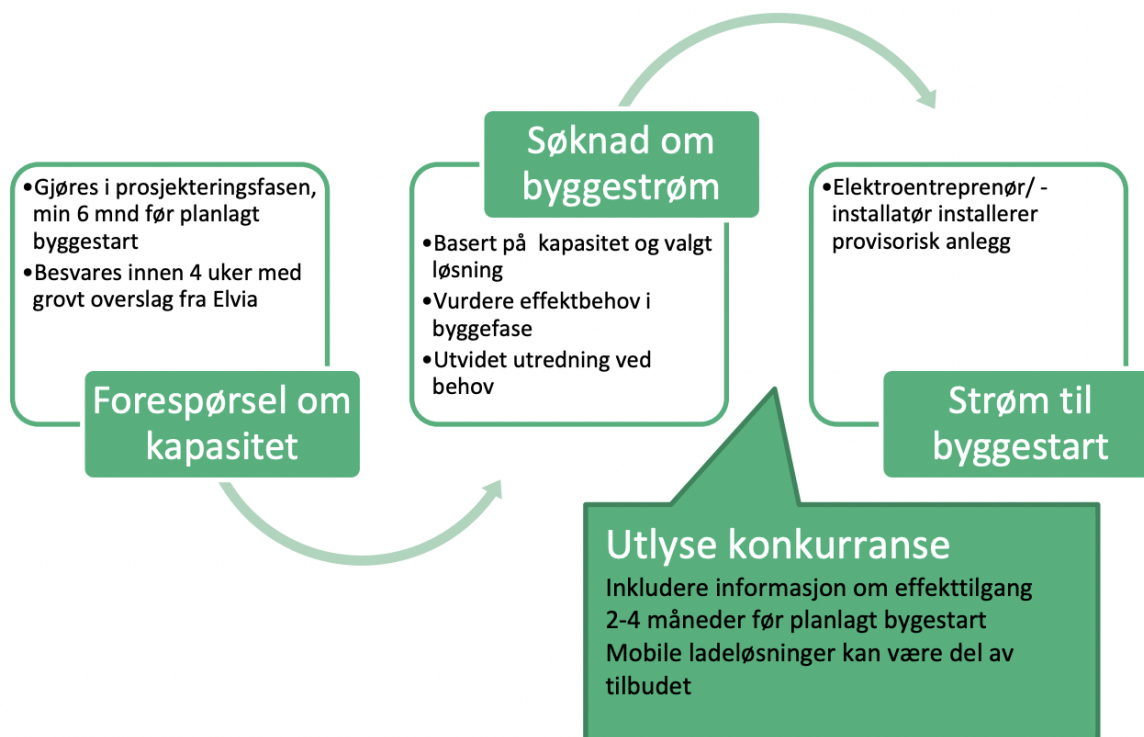 •Gjøres i prosjekteringsfasen,
min 6 mnd før planlagt
byggestart
•Besvares innen 4 uker med
grovt overslag fra Elvia
Forespørsel om
kapasitet
Søknad om
byggestrøm
•Basert på kapasitet og valgt
løsning
•Vurdere effektbehov i
byggefase
•Utvidet utredning ved
behov
•Elektroentreprenør/ -
installatør installerer
provisorisk anlegg
Strøm til
byggestart
Utlyse konkurranse
Inkludere informasjon om effekttilgang
2-4 måneder før planlagt bygestart
Mobile ladeløsninger kan være del av
tilbudet